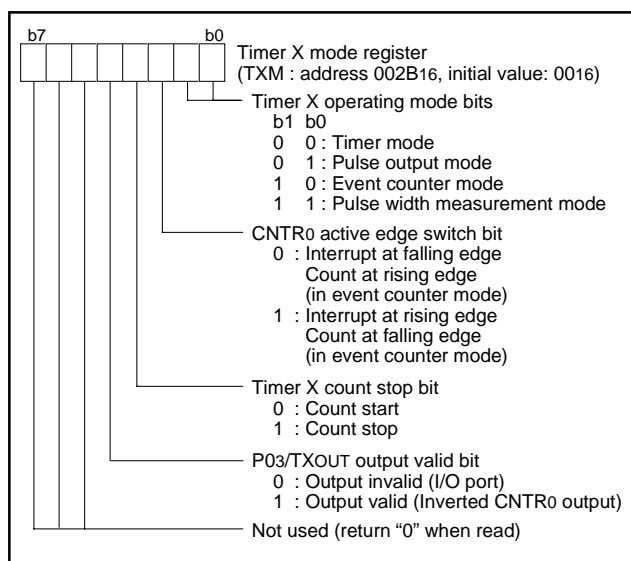 b7 b0
Timer X mode register
(TXM : address 002B16, initial value: 0016)
Timer X operating mode bits
b1 b0
0 0 : Timer mode
0 1 : Pulse output mode
1 0 : Event counter mode
1 1 : Pulse width measurement mode
CNTR0 active edge switch bit
0 : Interrupt at falling edge
Count at rising edge
(in event counter mode)
1 : Interrupt at rising edge
Count at falling edge
(in event counter mode)
Timer X count stop bit
0 : Count start
1 : Count stop
P03/TXOUT output valid bit
0 : Output invalid (I/O port)
1 : Output valid (Inverted CNTR0 output)
Not used (return “0” when read)